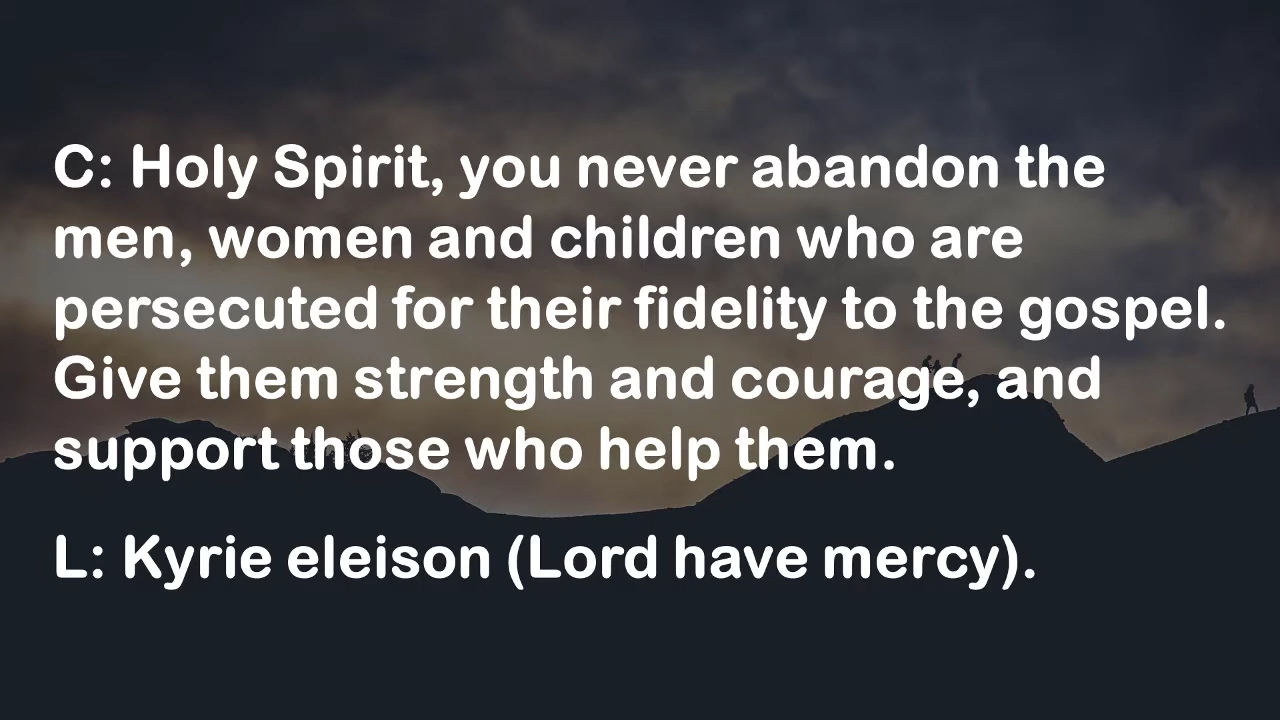 C: Holy Spirit, you never abandon the
men, women and children who are
persecuted for their fidelity to the gospel.
Give them strength and courage, and
support those who help them.
L: Kyrie eleison (Lord have mercy).